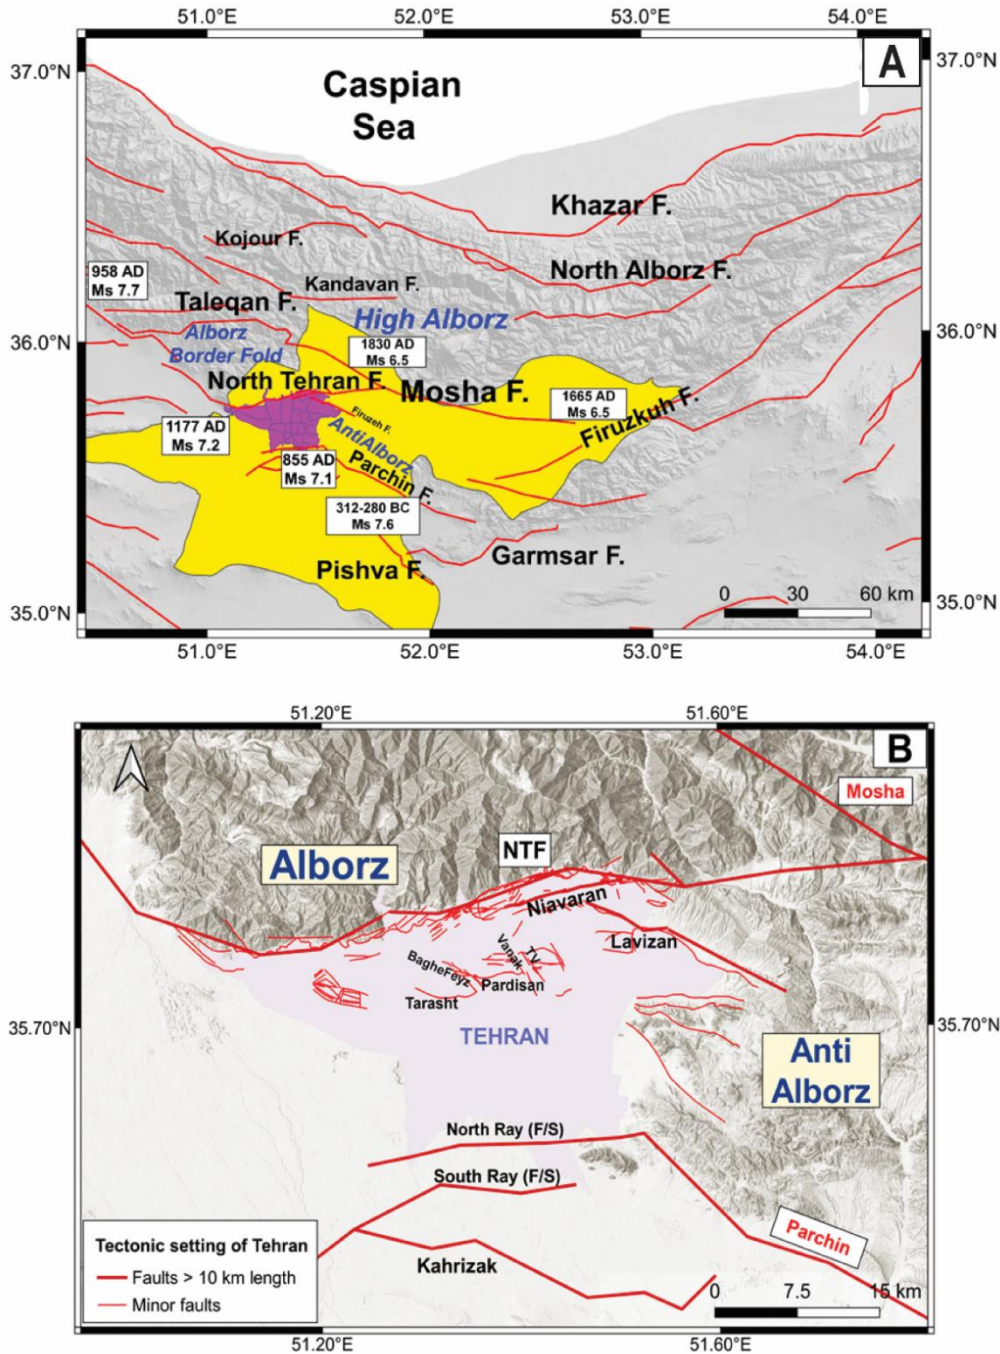 51.0°E
52.0°E
53.0°E
54.0°E
37.0°N
A
37.0°N
Caspian
Sea
Khazar F.
Kojour F.
North Alborz F.
958 AD
Ms 7.7
Kandavan F.
Taleqan F.
High Alborz
Alborz
Border Fold
36.0°N
36.0°N
1830 AD
Ms 6.5
North Tehran F.
Mosha F.
1665 AD
Ms 6.5
Firuzkuh F.
Firuzeh F.
1177 AD
Ms 7.2
AntiAlborz
855 AD
Ms 7.1
Parchin F.
312-280 BC
Ms 7.6
Garmsar F.
Pishva F.
0 30 60 km
35.0°N
35.0°N
51.0°E
52.0°E
53.0°E
54.0°E
51.20°E
51.60°E
B
Mosha
NTF
Alborz
Niavaran
Lavizan
Vanak
TV
BagheFeyz
Pardisan
Tarasht
35.70°N
35.70°N
TEHRAN
Anti
Alborz
North Ray (F/S)
South Ray (F/S)
Parchin
Kahrizak
Tectonic setting of Tehran
Faults > 10 km length
Minor faults
0 7.5 15 km
51.20°E
51.60°E